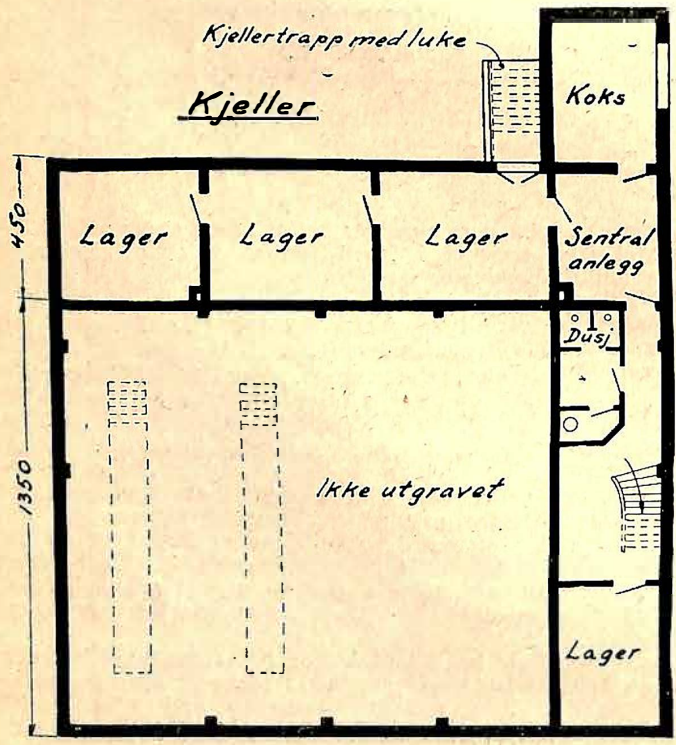 Kjellertrapp med luke
Kjeller
Koks
450
Lager
Lager
Lager
Sentral
anlegg
Dusj
1350
Ikke utgravet
Lager